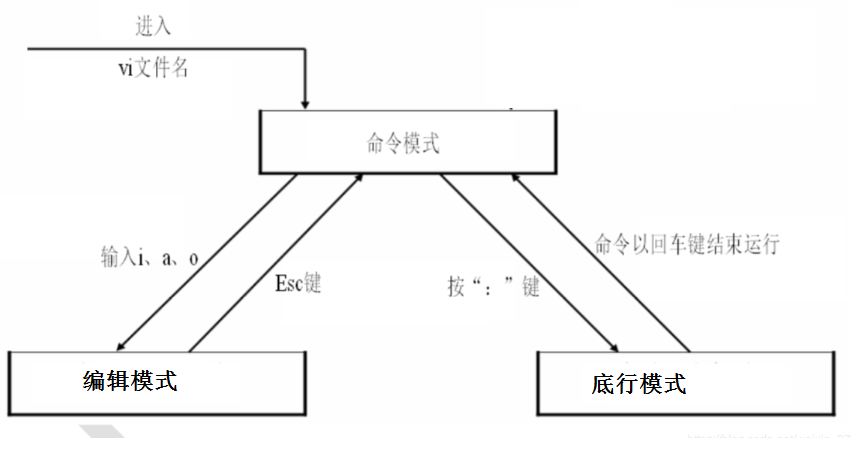 进入
vi文件名
命令模式
输入i、a、o
Esc键
按“：”键
命令以回车键结束运行
编辑模式
底行模式